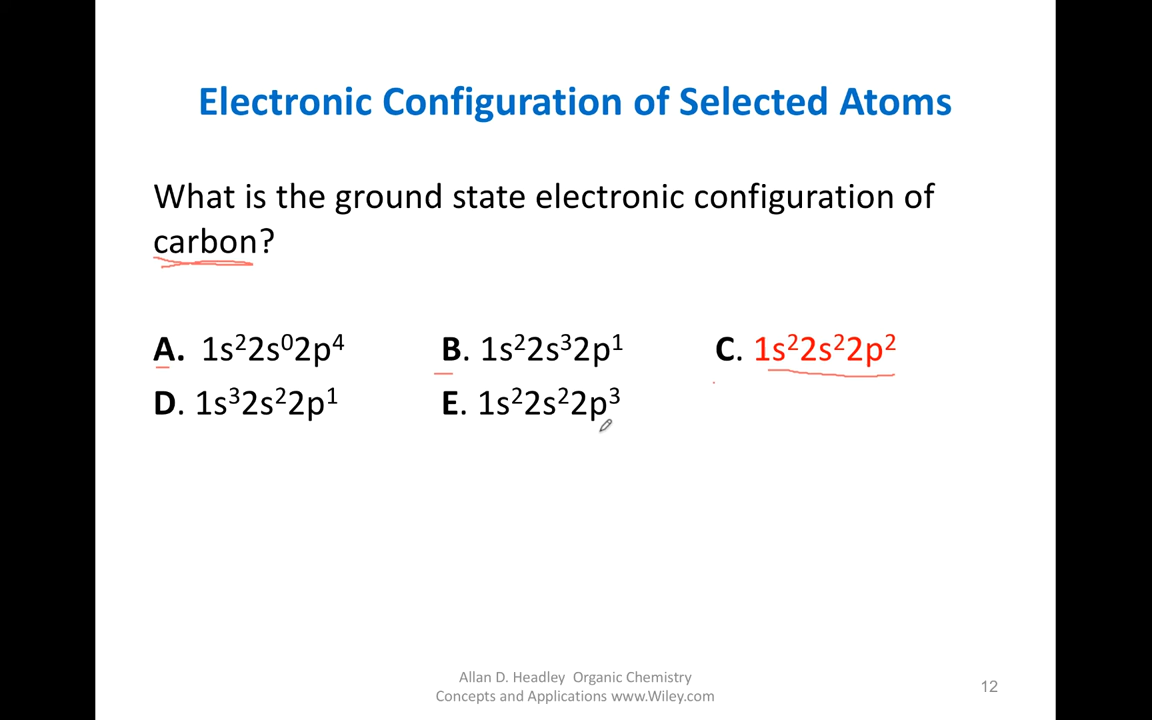 Electronic Configuration of Selected Atoms
What is the ground state electronic configuration of
carbon?
A. 1s²2s⁰2p⁴ B. 1s²2s³2p¹ C. 1s²2s²2p²
D. 1s³2s²2p¹ E. 1s²2s²2p³
Allan D. Headley Organic Chemistry
Concepts and Applications www.Wiley.com
12